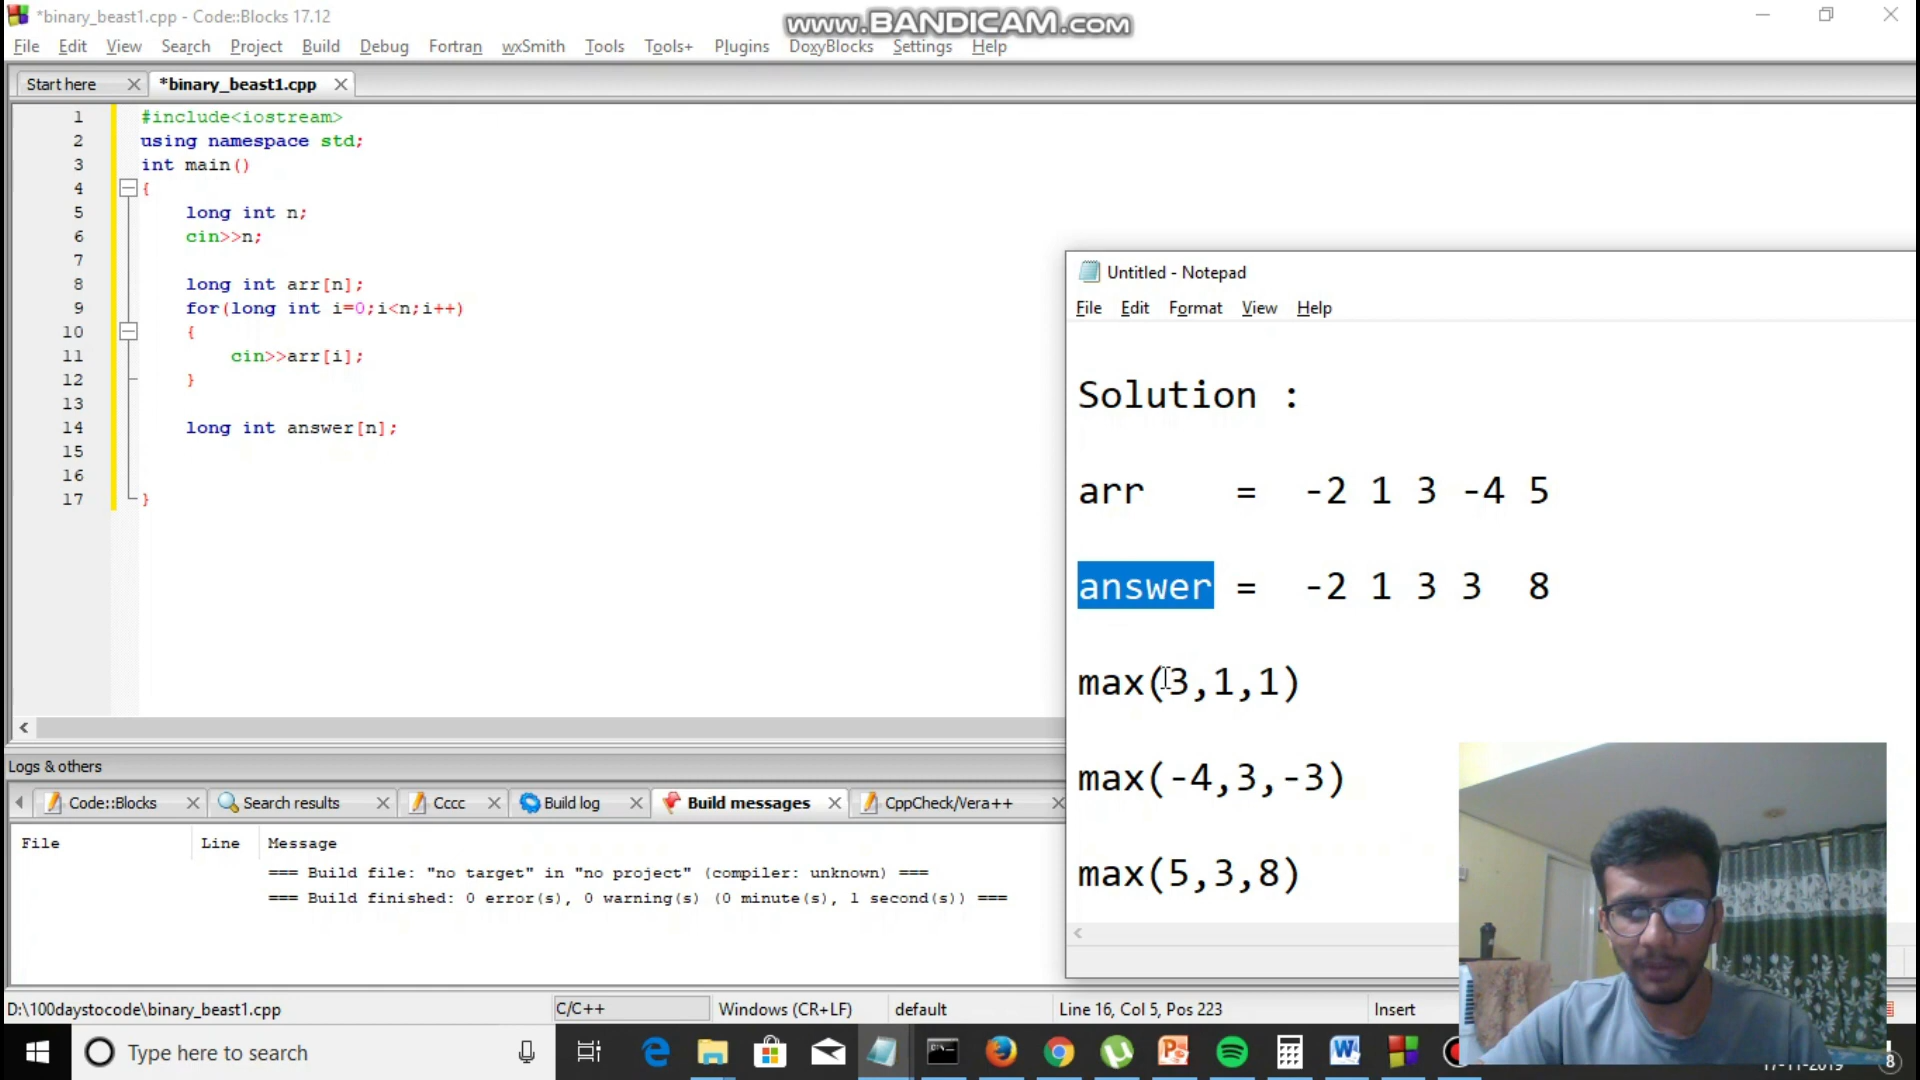 *binary_beast1.cpp - Code::Blocks 17.12
www.BANDICAM.com
File Edit View Search Project Build Debug Fortran wxSmith Tools Tools+ Plugins DoxyBlocks Settings Help
Start here *binary_beast1.cpp
1 #include<iostream>
2 using namespace std;
3 int main()
4 {
5 long int n;
6 cin>>n;
7
8 long int arr[n];
9 for(long int i=0;i<n;i++)
10 {
11 cin>>arr[i];
12 }
13
14 long int answer[n];
15
16
17 }
Untitled - Notepad
File Edit Format View Help
Solution :
arr = -2 1 3 -4 5
answer = -2 1 3 3 8
max(3,1,1)
max(-4,3,-3)
max(5,3,8)
Logs & others
Code::Blocks Search results Cccc Build log Build messages CppCheck/Vera++
File Line Message
=== Build file: "no target" in "no project" (compiler: unknown) ===
=== Build finished: 0 error(s), 0 warning(s) (0 minute(s), 1 second(s)) ===
D:\100daystocode\binary_beast1.cpp C/C++ Windows (CR+LF) default Line 16, Col 5, Pos 223 Insert
Type here to search
17-11-2019
8